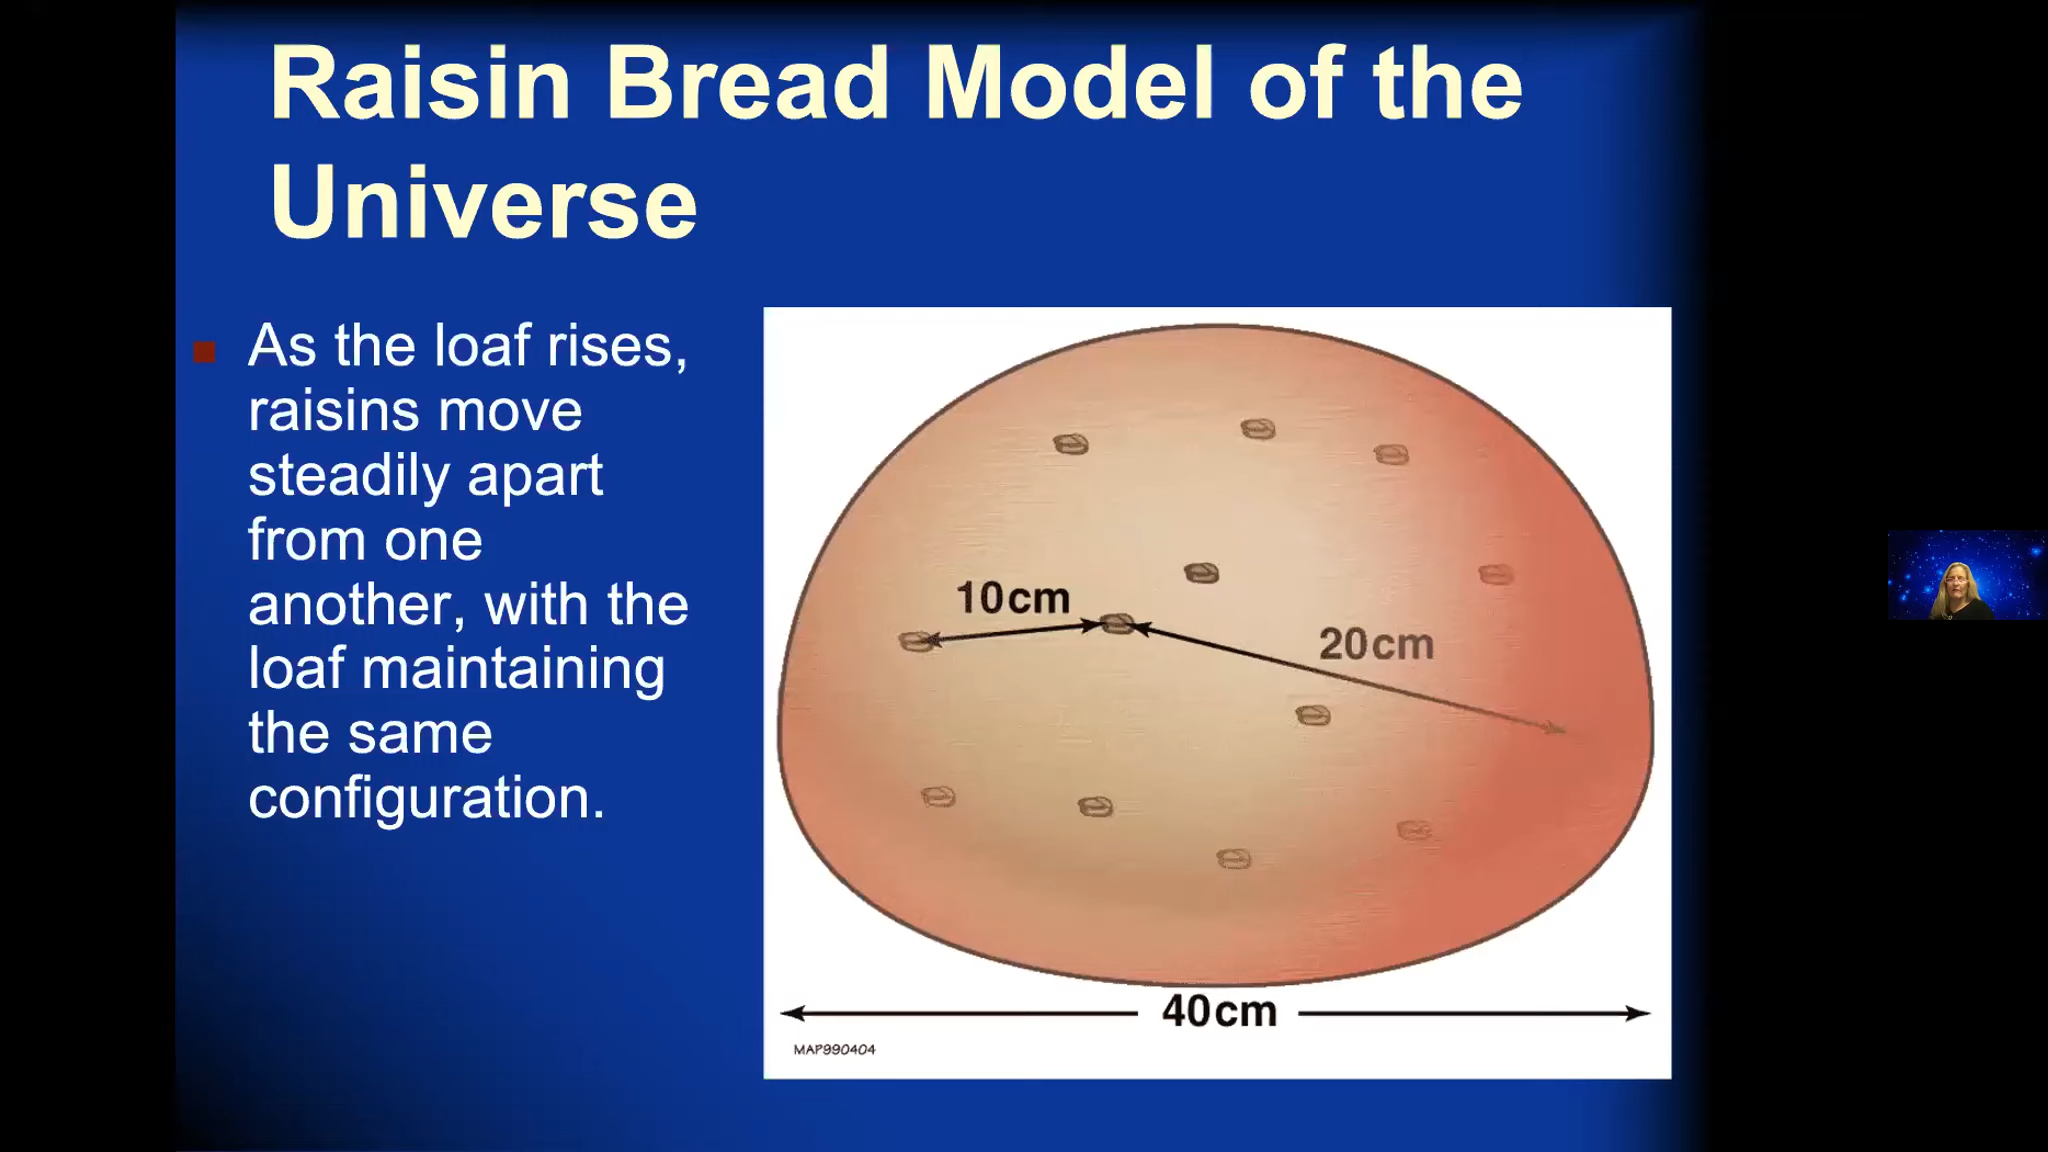 Raisin Bread Model of the
Universe
As the loaf rises,
raisins move
steadily apart
from one
another, with the
loaf maintaining
the same
configuration.
10cm
20cm
40cm
MAP990404